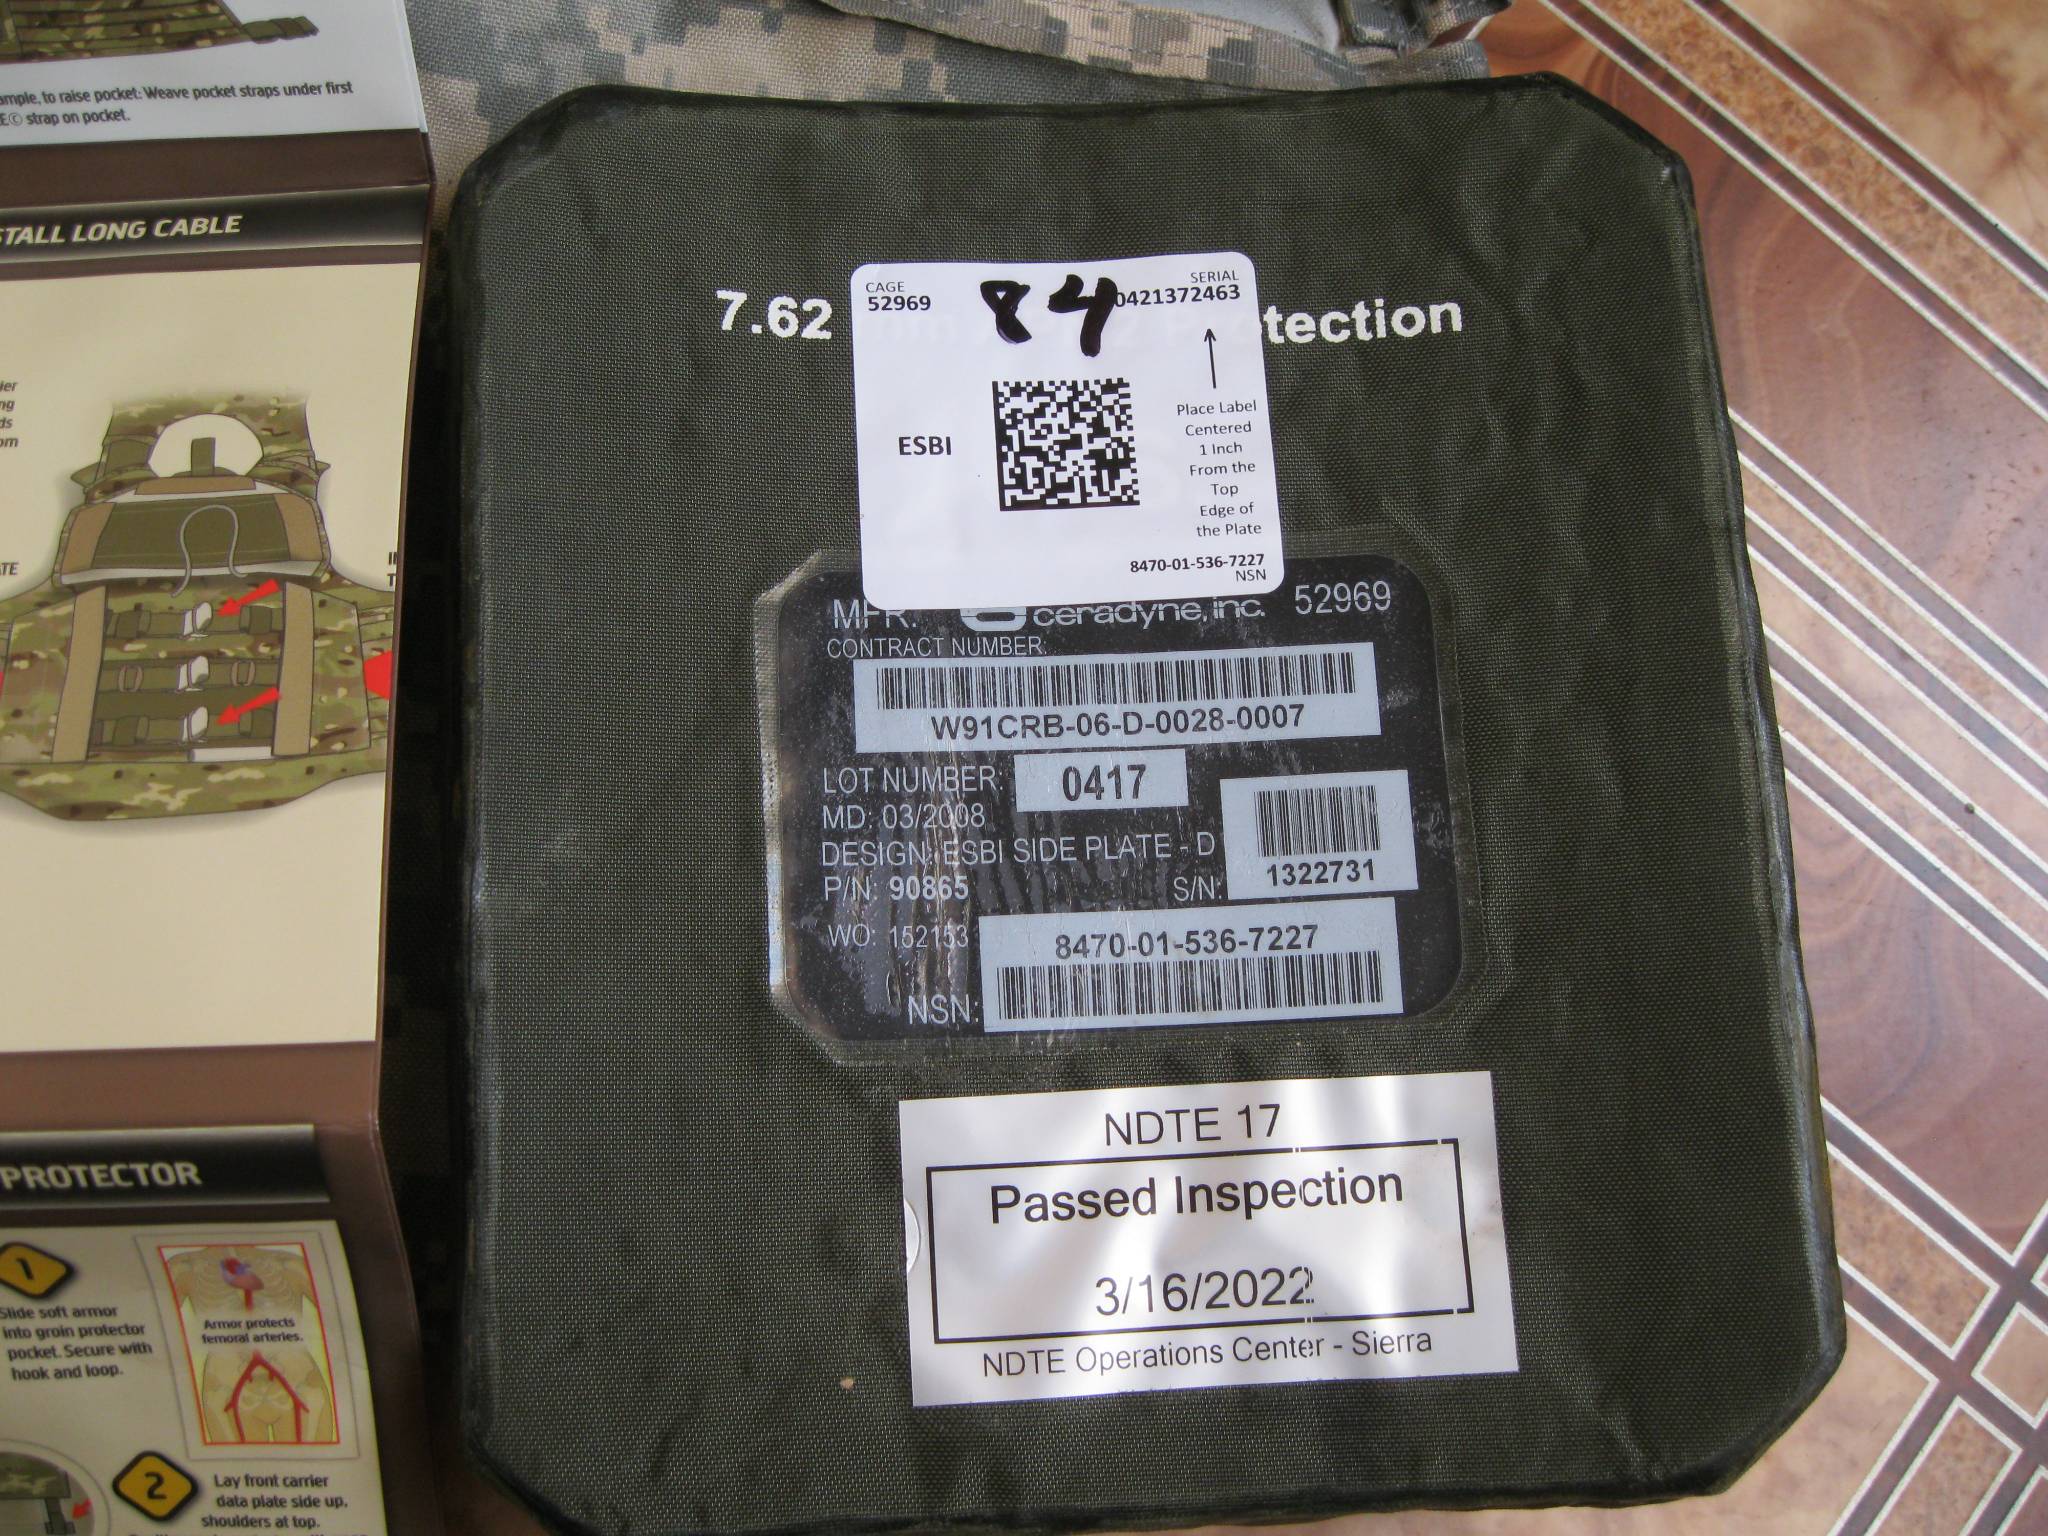 ample, to raise pocket: Weave pocket straps under first
E© strap on pocket.
STALL LONG CABLE
PROTECTOR
1
Slide soft armor
into groin protector
pocket. Secure with
hook and loop.
Armor protects
femoral arteries.
2
Lay front carrier
data plate side up,
shoulders at top.
7.62 tection
CAGE
52969
84
SERIAL
0421372463
ESBI
Place Label
Centered
1 Inch
From the
Top
Edge of
the Plate
8470-01-536-7227
NSN
MFR. ceradyne, inc. 52969
CONTRACT NUMBER:
W91CRB-06-D-0028-0007
LOT NUMBER: 0417
MD: 03/2008
DESIGN: ESBI SIDE PLATE - D
P/N: 90865 S/N: 1322731
WO: 152153
8470-01-536-7227
NSN:
NDTE 17
Passed Inspection
3/16/2022
NDTE Operations Center - Sierra